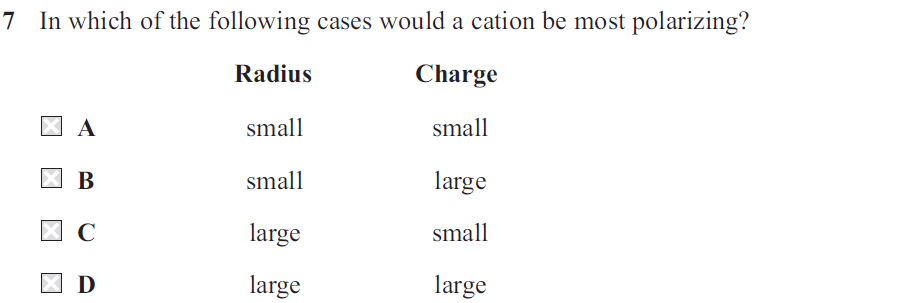 7 In which of the following cases would a cation be most polarizing?
Radius Charge
A small small
B small large
C large small
D large large